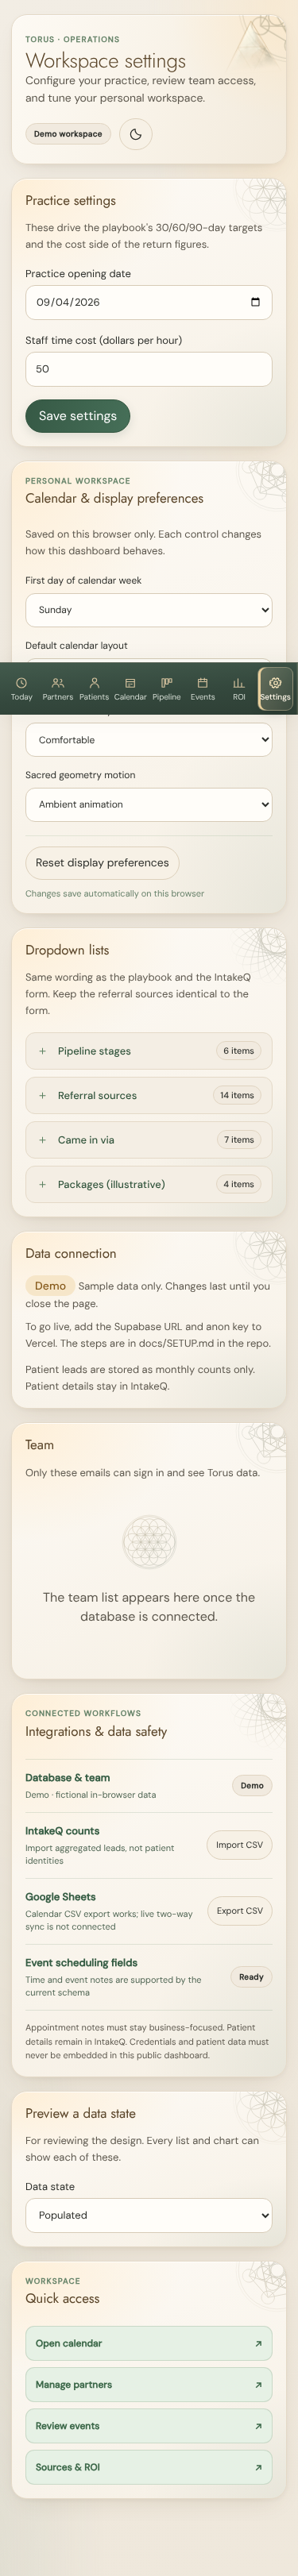 TORUS · OPERATIONS
Workspace settings
Configure your practice, review team access,
and tune your personal workspace.
Demo workspace
Practice settings
These drive the playbook's 30/60/90-day targets
and the cost side of the return figures.
Practice opening date
09/04/2026
Staff time cost (dollars per hour)
50
Save settings
PERSONAL WORKSPACE
Calendar & display preferences
Saved on this browser only. Each control changes
how this dashboard behaves.
First day of calendar week
Sunday
Default calendar layout
Today
Partners
Patients
Calendar
Pipeline
Events
ROI
Settings
Comfortable
Sacred geometry motion
Ambient animation
Reset display preferences
Changes save automatically on this browser
Dropdown lists
Same wording as the playbook and the IntakeQ
form. Keep the referral sources identical to the
form.
+ Pipeline stages 6 items
+ Referral sources 14 items
+ Came in via 7 items
+ Packages (illustrative) 4 items
Data connection
Demo Sample data only. Changes last until you
close the page.
To go live, add the Supabase URL and anon key to
Vercel. The steps are in docs/SETUP.md in the repo.
Patient leads are stored as monthly counts only.
Patient details stay in IntakeQ.
Team
Only these emails can sign in and see Torus data.
The team list appears here once the
database is connected.
CONNECTED WORKFLOWS
Integrations & data safety
Database & team
Demo · fictional in-browser data
Demo
IntakeQ counts
Import aggregated leads, not patient
identities
Import CSV
Google Sheets
Calendar CSV export works; live two-way
sync is not connected
Export CSV
Event scheduling fields
Time and event notes are supported by the
current schema
Ready
Appointment notes must stay business-focused. Patient
details remain in IntakeQ. Credentials and patient data must
never be embedded in this public dashboard.
Preview a data state
For reviewing the design. Every list and chart can
show each of these.
Data state
Populated
WORKSPACE
Quick access
Open calendar ↗
Manage partners ↗
Review events ↗
Sources & ROI ↗